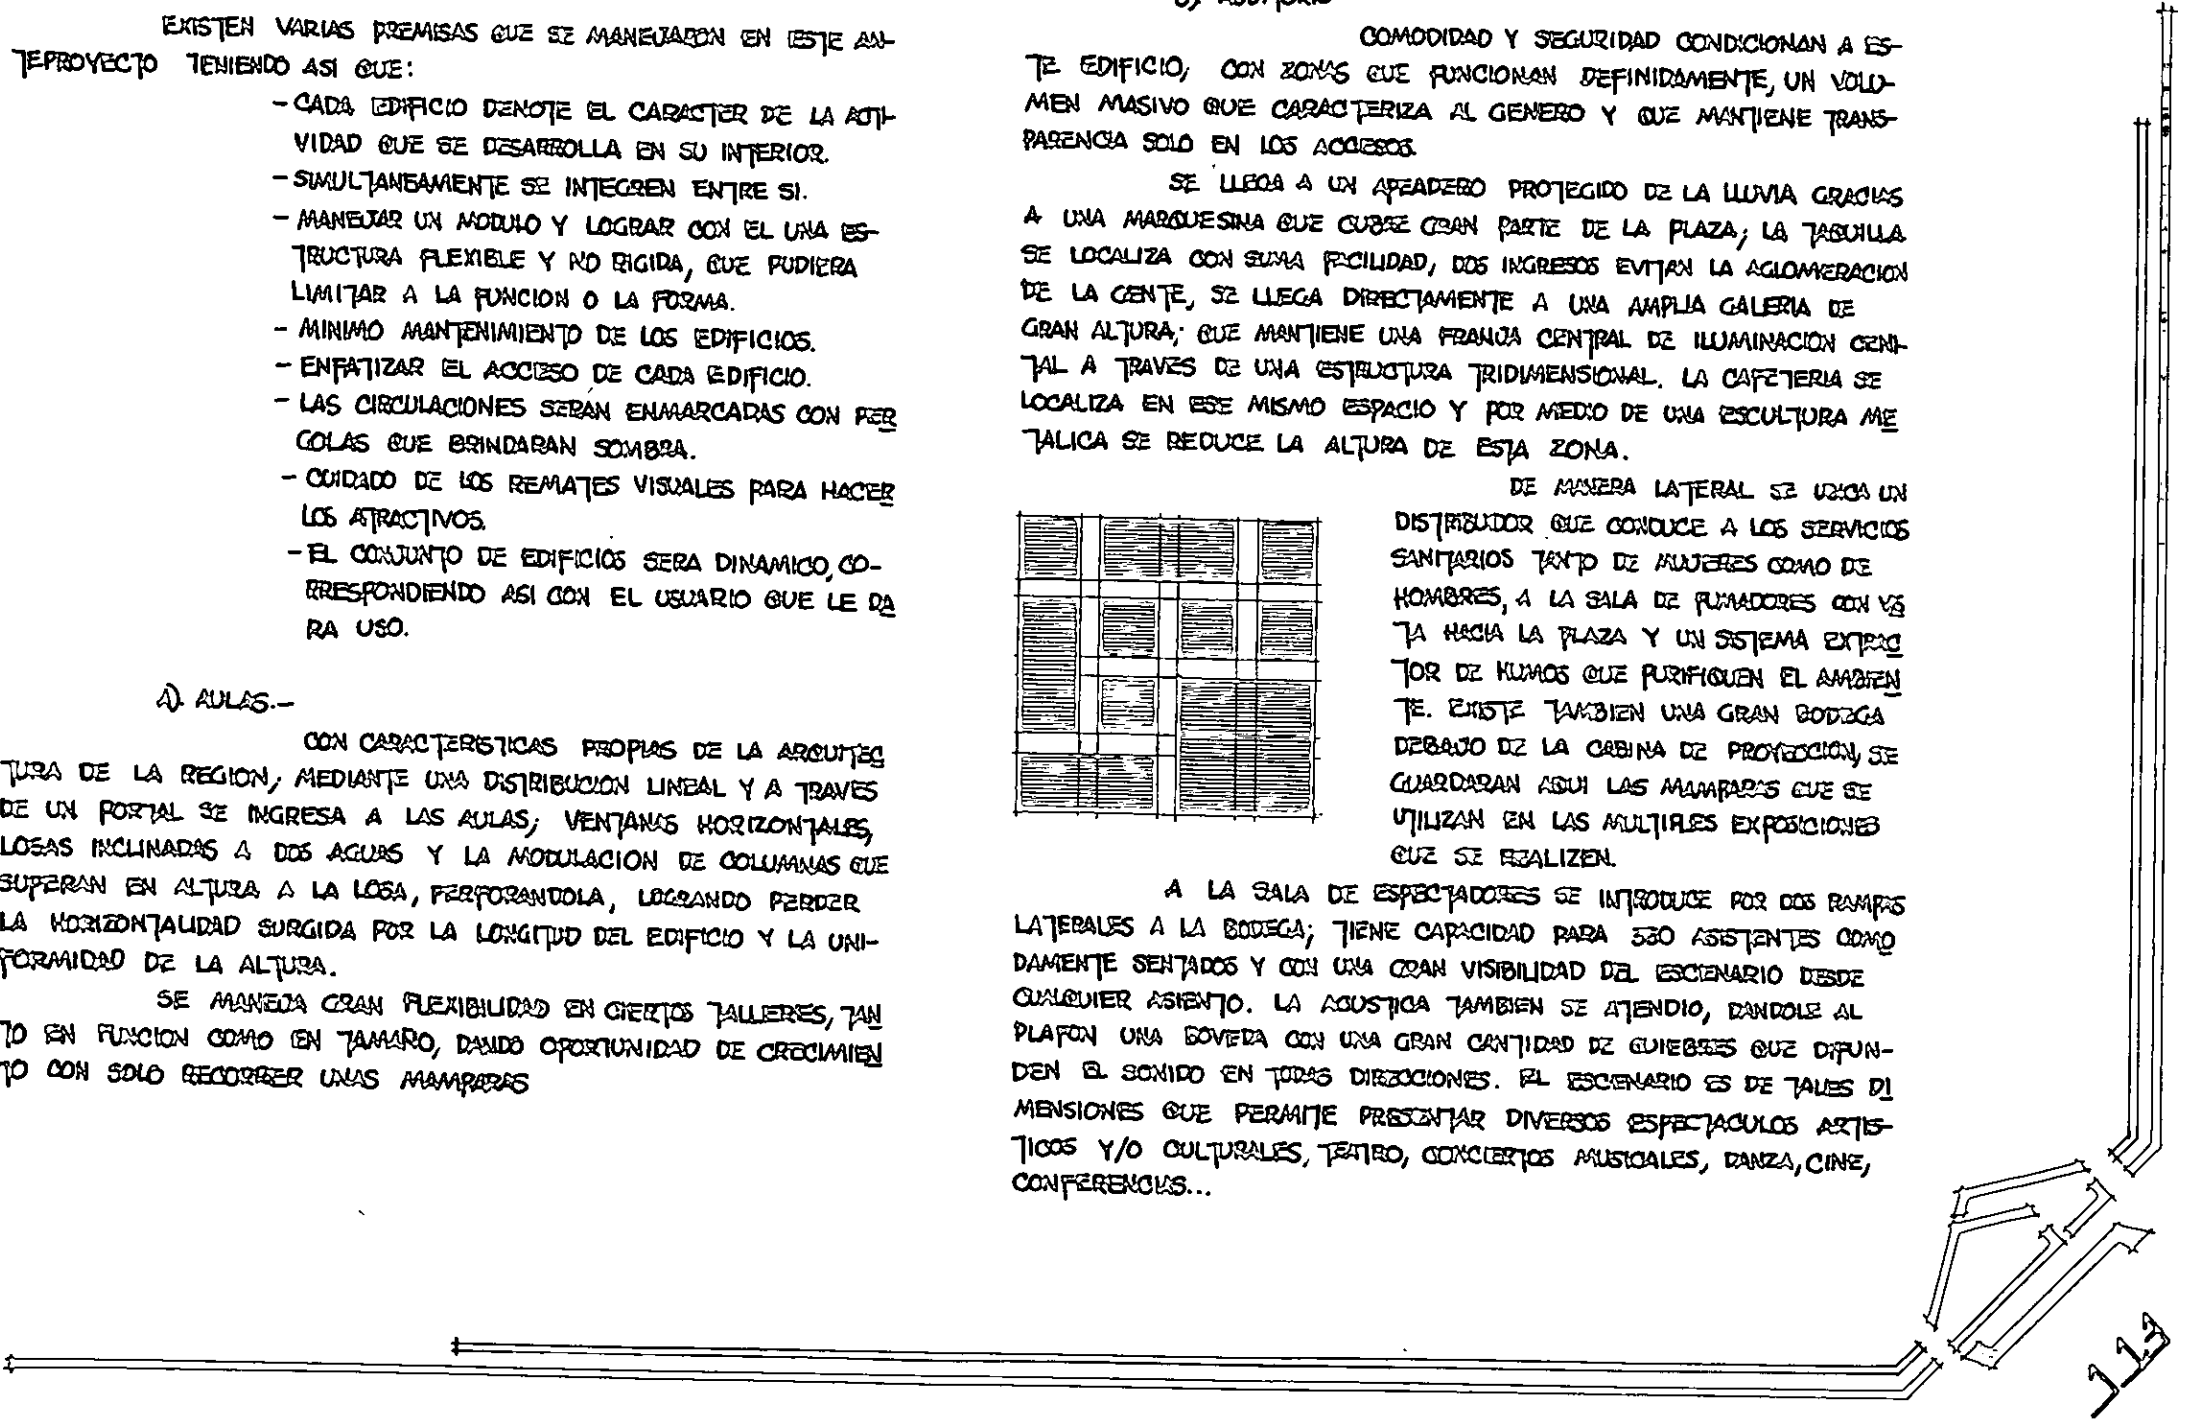 EXISTEN VARIAS PREMISAS QUE SE MANEJARON EN ESTE AN-
TEPROYECTO TENIENDO ASI QUE:
- CADA EDIFICIO DENOTE EL CARACTER DE LA ACTI-
VIDAD QUE SE DESARROLLA EN SU INTERIOR.
- SIMULTANEAMENTE SE INTEGREN ENTRE SI.
- MANEJAR UN MODULO Y LOGRAR CON EL UNA ES-
TRUCTURA FLEXIBLE Y NO RIGIDA, QUE PUDIERA
LIMITAR A LA FUNCION O LA FORMA.
- MINIMO MANTENIMIENTO DE LOS EDIFICIOS.
- ENFATIZAR EL ACCESO DE CADA EDIFICIO.
- LAS CIRCULACIONES SERÁN ENMARCADAS CON PER
GOLAS QUE BRINDARAN SOMBRA.
- CUIDADO DE LOS REMATES VISUALES PARA HACER
LOS ATRACTIVOS.
- EL CONJUNTO DE EDIFICIOS SERA DINAMICO, CO-
RRESPONDIENDO ASI CON EL USUARIO QUE LE DA
RA USO.
A). AULAS.-
CON CARACTERISTICAS PROPIAS DE LA ARQUITEC
TURA DE LA REGION, MEDIANTE UNA DISTRIBUCION LINEAL Y A TRAVES
DE UN PORTAL SE INGRESA A LAS AULAS; VENTANAS HORIZONTALES,
LOSAS INCLINADAS A DOS AGUAS Y LA MODULACION DE COLUMNAS QUE
SUPERAN EN ALTURA A LA LOSA, PERFORANDOLA, LOGRANDO PERDER
LA HORIZONTALIDAD SURGIDA POR LA LONGITUD DEL EDIFICIO Y LA UNI-
FORMIDAD DE LA ALTURA.
SE MANEJA GRAN FLEXIBILIDAD EN CIERTOS TALLERES, TAN
TO EN FUNCION COMO EN TAMAÑO, DANDO OPORTUNIDAD DE CRECIMIEN
TO CON SOLO RECORRER UNAS MAMPARAS
AUDITORIO
COMODIDAD Y SEGURIDAD CONDICIONAN A ES-
TE EDIFICIO, CON ZONAS QUE FUNCIONAN DEFINIDAMENTE, UN VOLU-
MEN MASIVO QUE CARACTERIZA AL GENERO Y QUE MANTIENE TRANS-
PARENCIA SOLO EN LOS ACCESOS.
SE LLEGA A UN APEADERO PROTEGIDO DE LA LLUVIA GRACIAS
A UNA MARQUESINA QUE CUBRE GRAN PARTE DE LA PLAZA; LA TAQUILLA
SE LOCALIZA CON SUMA FACILIDAD, DOS INGRESOS EVITAN LA AGLOMERACION
DE LA GENTE, SE LLEGA DIRECTAMENTE A UNA AMPLIA GALERIA DE
GRAN ALTURA; QUE MANTIENE UNA FRANJA CENTRAL DE ILUMINACION CENI-
TAL A TRAVES DE UNA ESTRUCTURA TRIDIMENSIONAL. LA CAFETERIA SE
LOCALIZA EN ESE MISMO ESPACIO Y POR MEDIO DE UNA ESCULTURA ME
TALICA SE REDUCE LA ALTURA DE ESTA ZONA.
DE MANERA LATERAL SE UBICA UN
DISTRIBUIDOR QUE CONDUCE A LOS SERVICIOS
SANITARIOS TANTO DE MUJERES COMO DE
HOMBRES, A LA SALA DE FUMADORES CON VIS
TA HACIA LA PLAZA Y UN SISTEMA EXTRAC
TOR DE HUMOS QUE PURIFIQUEN EL AMBIEN
TE. EXISTE TAMBIEN UNA GRAN BODEGA
DEBAJO DE LA CABINA DE PROYECCION, SE
GUARDARAN AQUI LAS MAMPARAS QUE SE
UTILIZAN EN LAS MULTIPLES EXPOSICIONES
QUE SE REALIZEN.
A LA SALA DE ESPECTADORES SE INTRODUCE POR DOS RAMPAS
LATERALES A LA BODEGA; TIENE CAPACIDAD PARA ASISTENTES COMO
DAMENTE SENTADOS Y CON UNA GRAN VISIBILIDAD DEL ESCENARIO DESDE
CUALQUIER ASIENTO. LA ACUSTICA TAMBIEN SE ATENDIO, DANDOLE AL
PLAFON UNA BOVEDA CON UNA GRAN CANTIDAD DE QUIEBRES QUE DIFUN-
DEN EL SONIDO EN TODAS DIRECCIONES. EL ESCENARIO ES DE TALES DI
MENSIONES QUE PERMITE PRESENTAR DIVERSOS ESPECTACULOS ARTIS-
TICOS Y/O CULTURALES, TEATRO, CONCIERTOS MUSICALES, DANZA, CINE,
CONFERENCIAS...